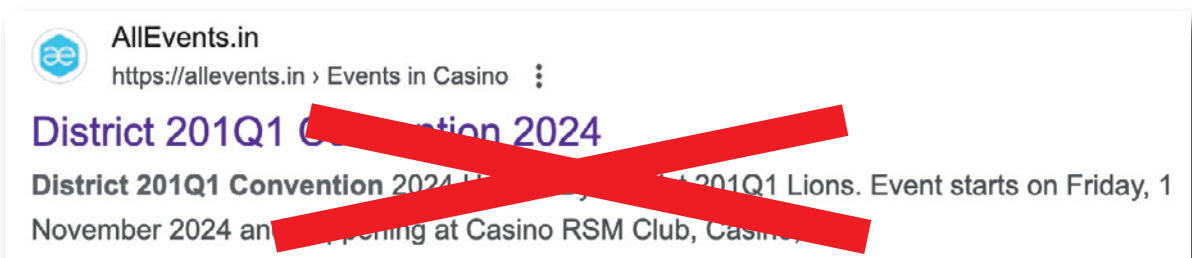 æ
AllEvents.in
https://allevents.in › Events in Casino
District 201Q1 2024
District 201Q1 Convention 2024 201Q1 Lions. Event starts on Friday, 1
November 2024 at Casino RSM Club,